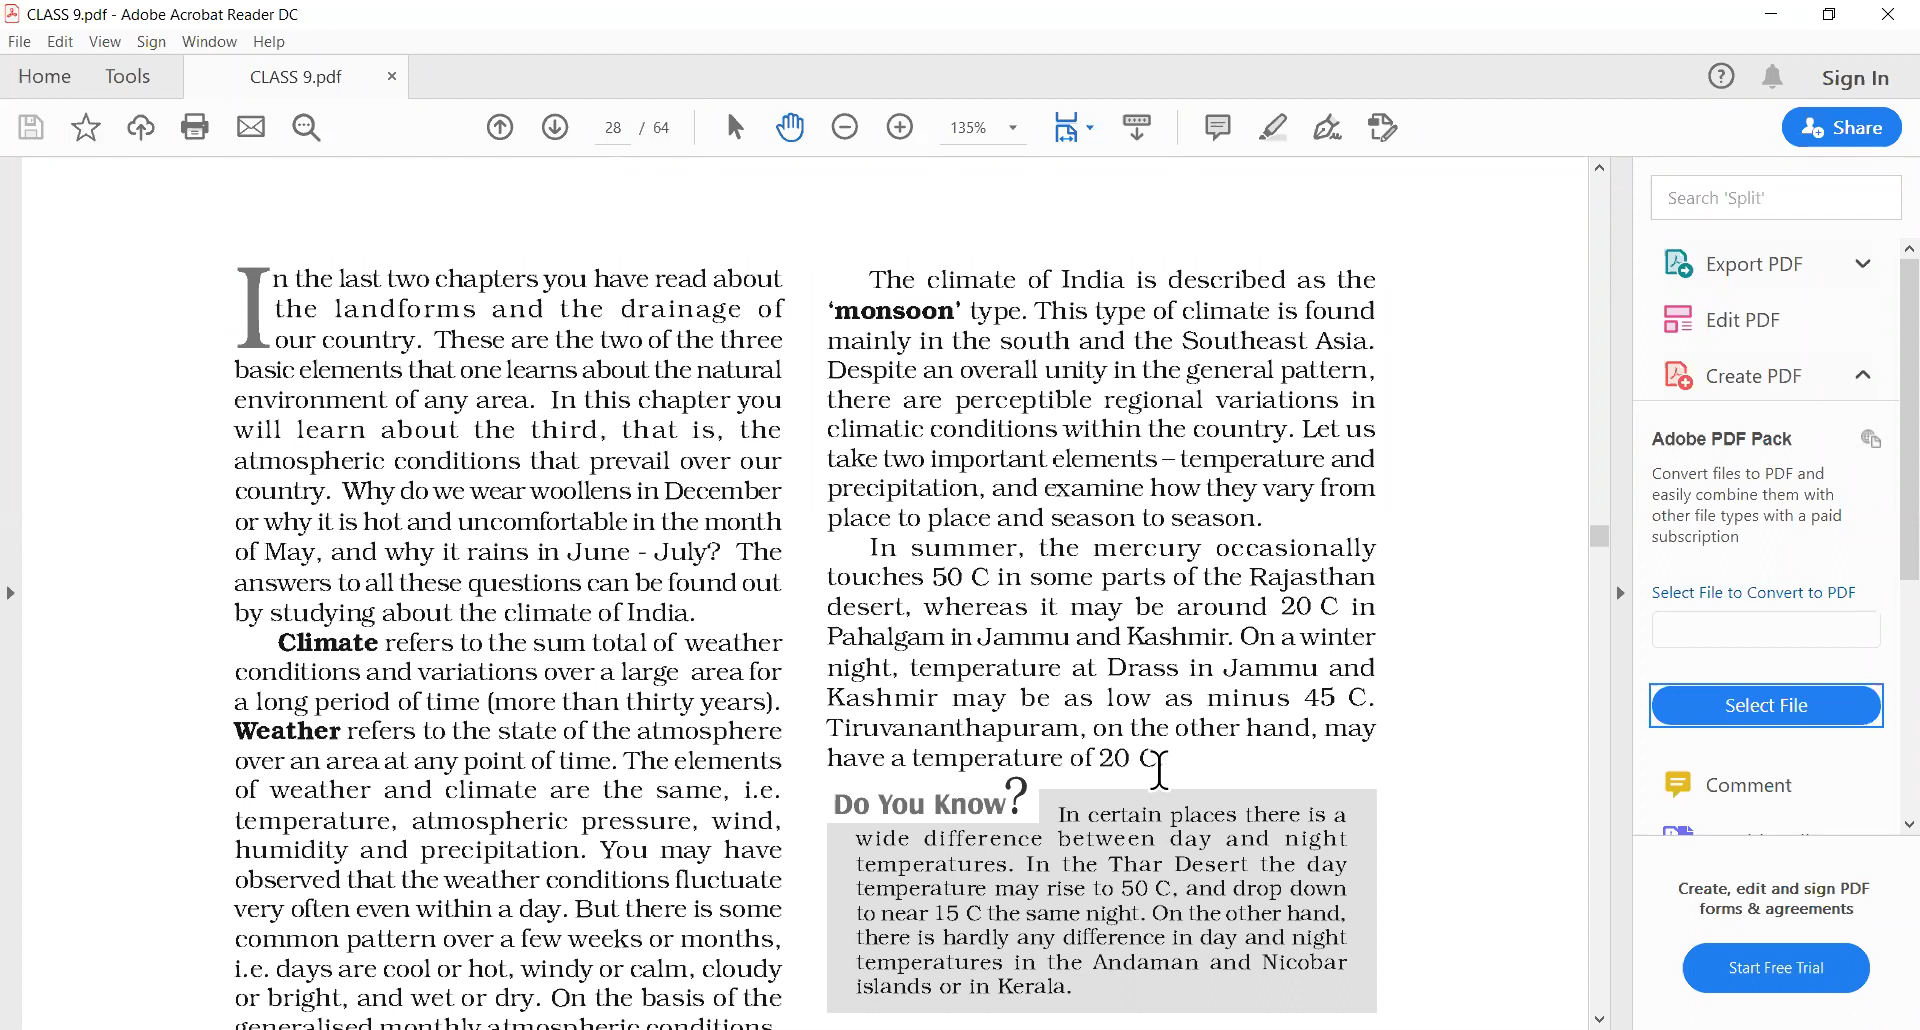 CLASS 9.pdf - Adobe Acrobat Reader DC
File Edit View Sign Window Help
Home Tools CLASS 9.pdf × Sign In
28 / 64 135% Share
In the last two chapters you have read about
the landforms and the drainage of
our country. These are the two of the three
basic elements that one learns about the natural
environment of any area. In this chapter you
will learn about the third, that is, the
atmospheric conditions that prevail over our
country. Why do we wear woollens in December
or why it is hot and uncomfortable in the month
of May, and why it rains in June - July? The
answers to all these questions can be found out
by studying about the climate of India.
Climate refers to the sum total of weather
conditions and variations over a large area for
a long period of time (more than thirty years).
Weather refers to the state of the atmosphere
over an area at any point of time. The elements
of weather and climate are the same, i.e.
temperature, atmospheric pressure, wind,
humidity and precipitation. You may have
observed that the weather conditions fluctuate
very often even within a day. But there is some
common pattern over a few weeks or months,
i.e. days are cool or hot, windy or calm, cloudy
or bright, and wet or dry. On the basis of the
generalised monthly atmospheric conditions,
The climate of India is described as the
‘monsoon’ type. This type of climate is found
mainly in the south and the Southeast Asia.
Despite an overall unity in the general pattern,
there are perceptible regional variations in
climatic conditions within the country. Let us
take two important elements – temperature and
precipitation, and examine how they vary from
place to place and season to season.
In summer, the mercury occasionally
touches 50 C in some parts of the Rajasthan
desert, whereas it may be around 20 C in
Pahalgam in Jammu and Kashmir. On a winter
night, temperature at Drass in Jammu and
Kashmir may be as low as minus 45 C.
Tiruvananthapuram, on the other hand, may
have a temperature of 20 C
Do You Know?
In certain places there is a
wide difference between day and night
temperatures. In the Thar Desert the day
temperature may rise to 50 C, and drop down
to near 15 C the same night. On the other hand,
there is hardly any difference in day and night
temperatures in the Andaman and Nicobar
islands or in Kerala.
Search 'Split'
Export PDF
Edit PDF
Create PDF
Adobe PDF Pack
Convert files to PDF and
easily combine them with
other file types with a paid
subscription
Select File to Convert to PDF
Select File
Comment
Create, edit and sign PDF
forms & agreements
Start Free Trial